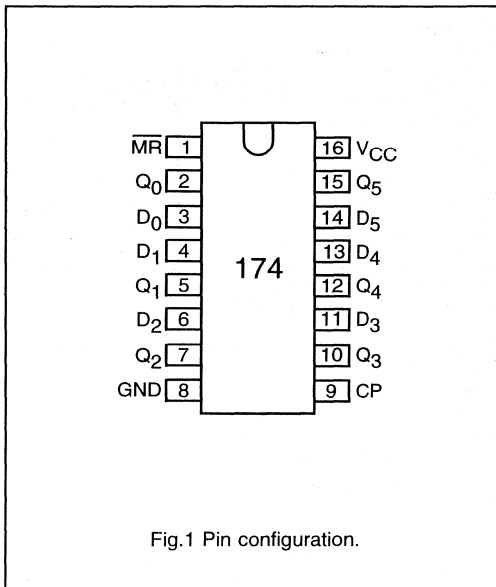 M̅R̅ 1 16 VCC
Q0 2 15 Q5
D0 3 14 D5
D1 4 13 D4
174
Q1 5 12 Q4
D2 6 11 D3
Q2 7 10 Q3
GND 8 9 CP
Fig.1 Pin configuration.